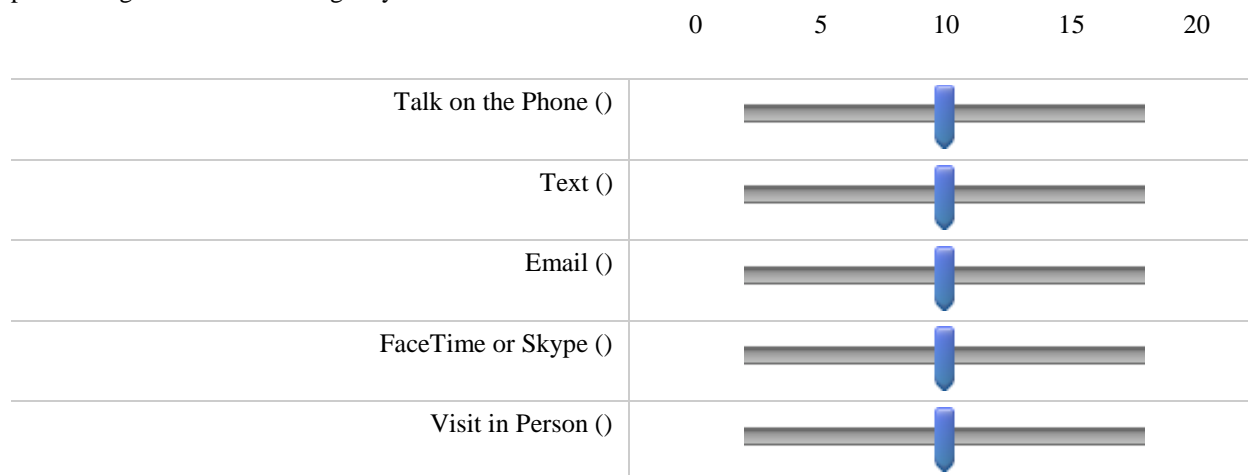 0 5 10 15 20
Talk on the Phone ()
Text ()
Email ()
FaceTime or Skype ()
Visit in Person ()